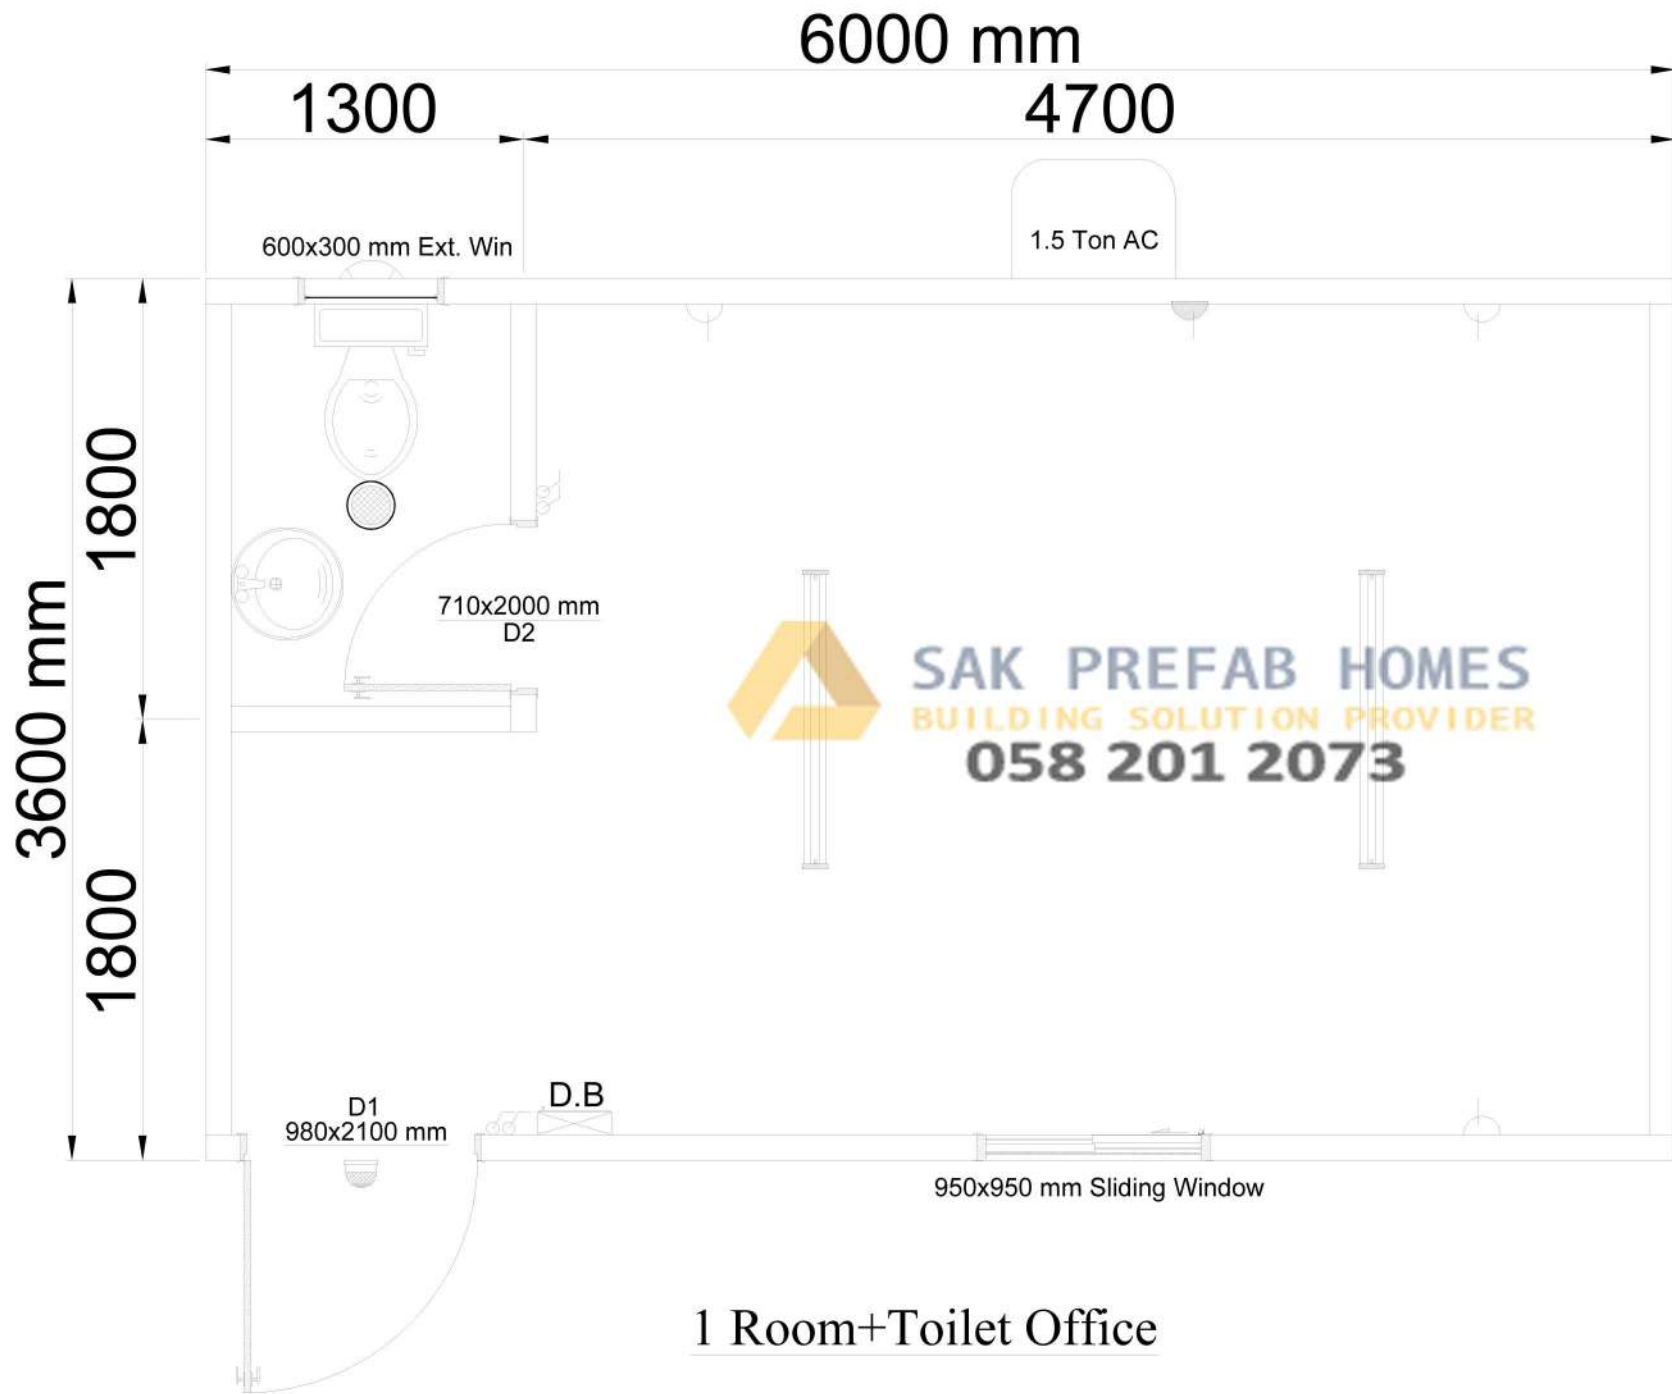 6000 mm
1300
4700
600x300 mm Ext. Win
1.5 Ton AC
1800
3600 mm
1800
710x2000 mm
D2
SAK PREFAB HOMES
BUILDING SOLUTION PROVIDER
058 201 2073
D1
980x2100 mm
D.B
950x950 mm Sliding Window
1 Room+Toilet Office